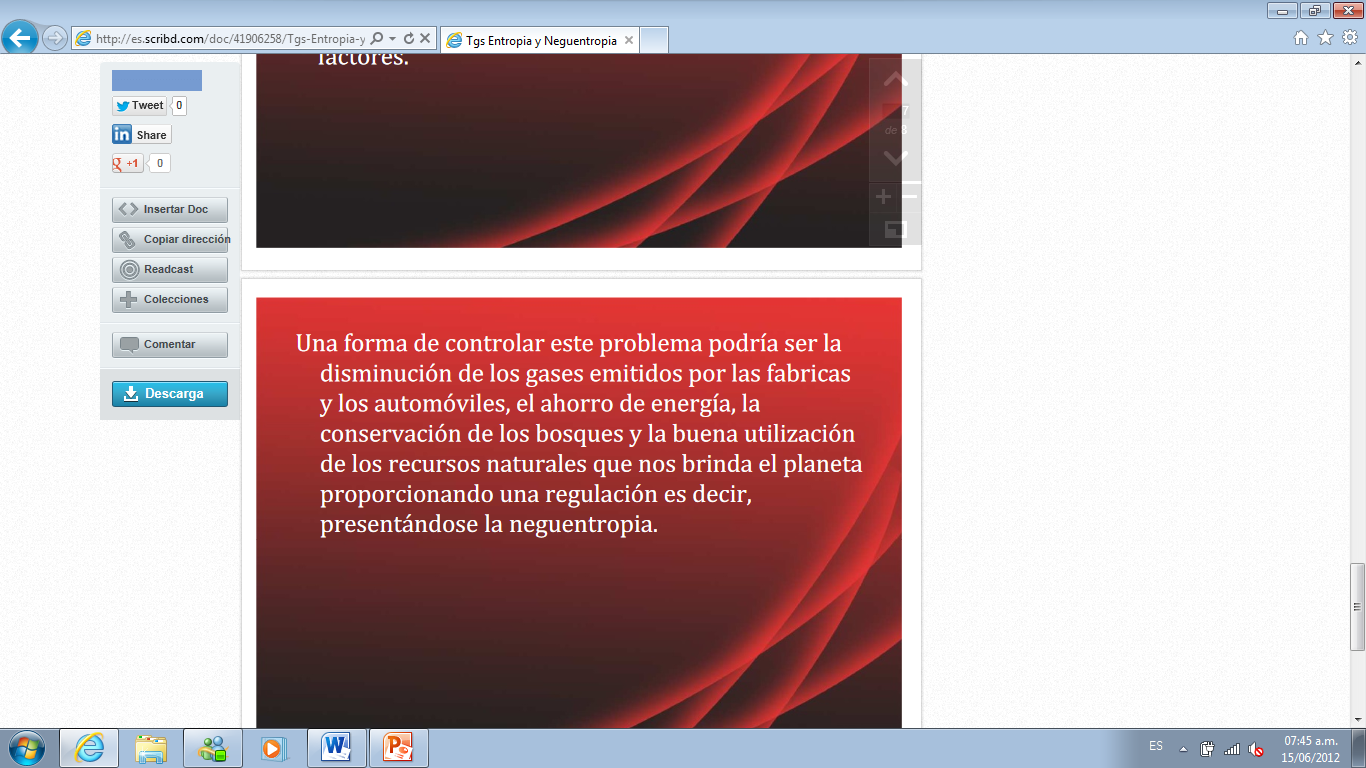 http://es.scribd.com/doc/41906258/Tgs-Entropia-y
Tgs Entropia y Neguentropia
factores.
Tweet 0
Share
+1 0
7
de 8
Insertar Doc
Copiar dirección
Readcast
Colecciones
Comentar
Descarga
Una forma de controlar este problema podría ser la
disminución de los gases emitidos por las fabricas
y los automóviles, el ahorro de energía, la
conservación de los bosques y la buena utilización
de los recursos naturales que nos brinda el planeta
proporcionando una regulación es decir,
presentándose la neguentropia.
ES
07:45 a.m.
15/06/2012